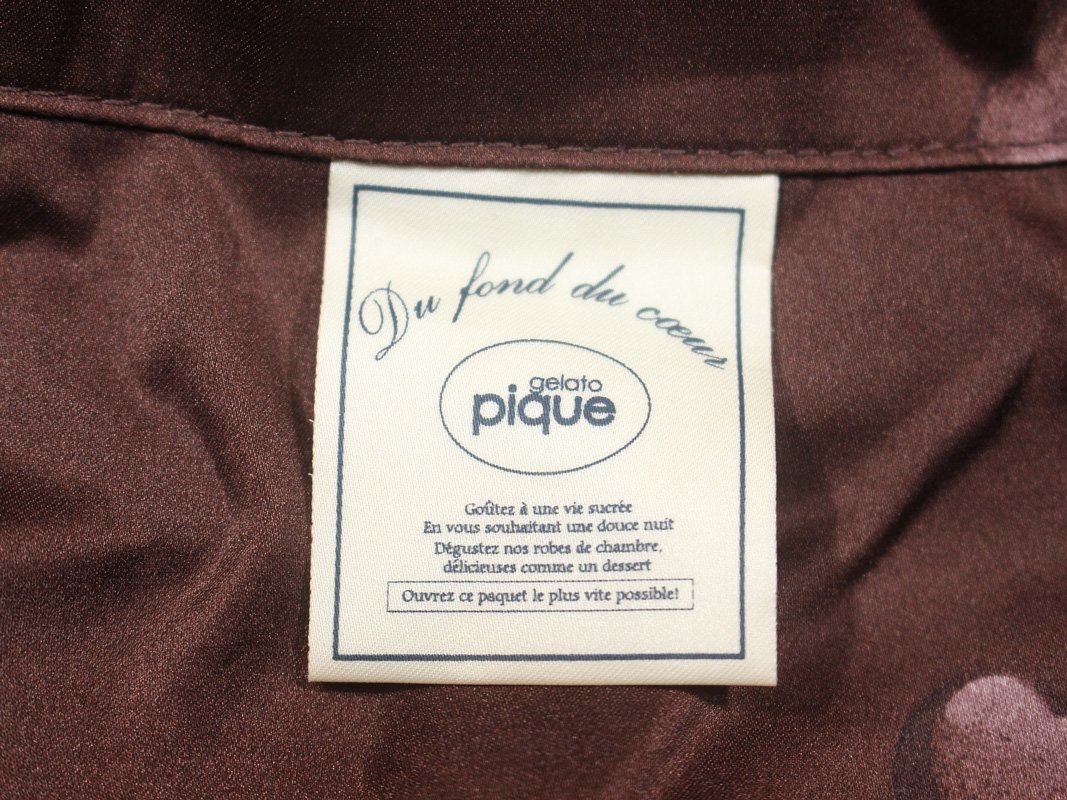 Du fond du cœur
gelato
pique
Goûtez à une vie sucrée
En vous souhaitant une douce nuit
Dégustez nos robes de chambre,
délicieuses comme un dessert
Ouvrez ce paquet le plus vite possible!